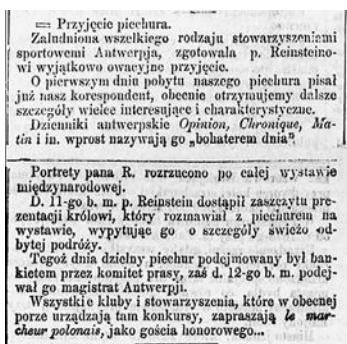 = Przyjęcie piechura.
Zaludniona wszelkiego rodzaju stowarzyszeniami
sportowemi Antwerpja, zgotowała p. Reinsteino-
wi wyjątkowo owacyjne przyjęcie.
O pierwszym dniu pobytu naszego piechura pisał
już nasz korespondent, obecnie otrzymujemy dalsze
szczegóły wielce interesujące i charakterystyczne.
Dzienniki antwerpskie Opinion, Chronique, Ma-
tin i in. wprost nazywają go „bohaterem dnia”.
Portrety pana R. rozrzucono po całej wystawie
międzynarodowej.
D. 11-go b. m. p. Reinstein dostąpił zaszczytu pre-
zentacji królowi, który rozmawiał z piechurem na
wystawie, wypytując go o szczegóły świeżo od-
bytej podróży.
Tegoż dnia dzielny piechur podejmowany był ban-
kietem przez komitet prasy, zaś d. 12-go b. m. podej-
wał go magistrat Antwerpji.
Wszystkie kluby i stowarzyszenia, które w obecnej
porze urządzają tam konkursy, zapraszają le mar-
cheur polonais, jako gościa honorowego...